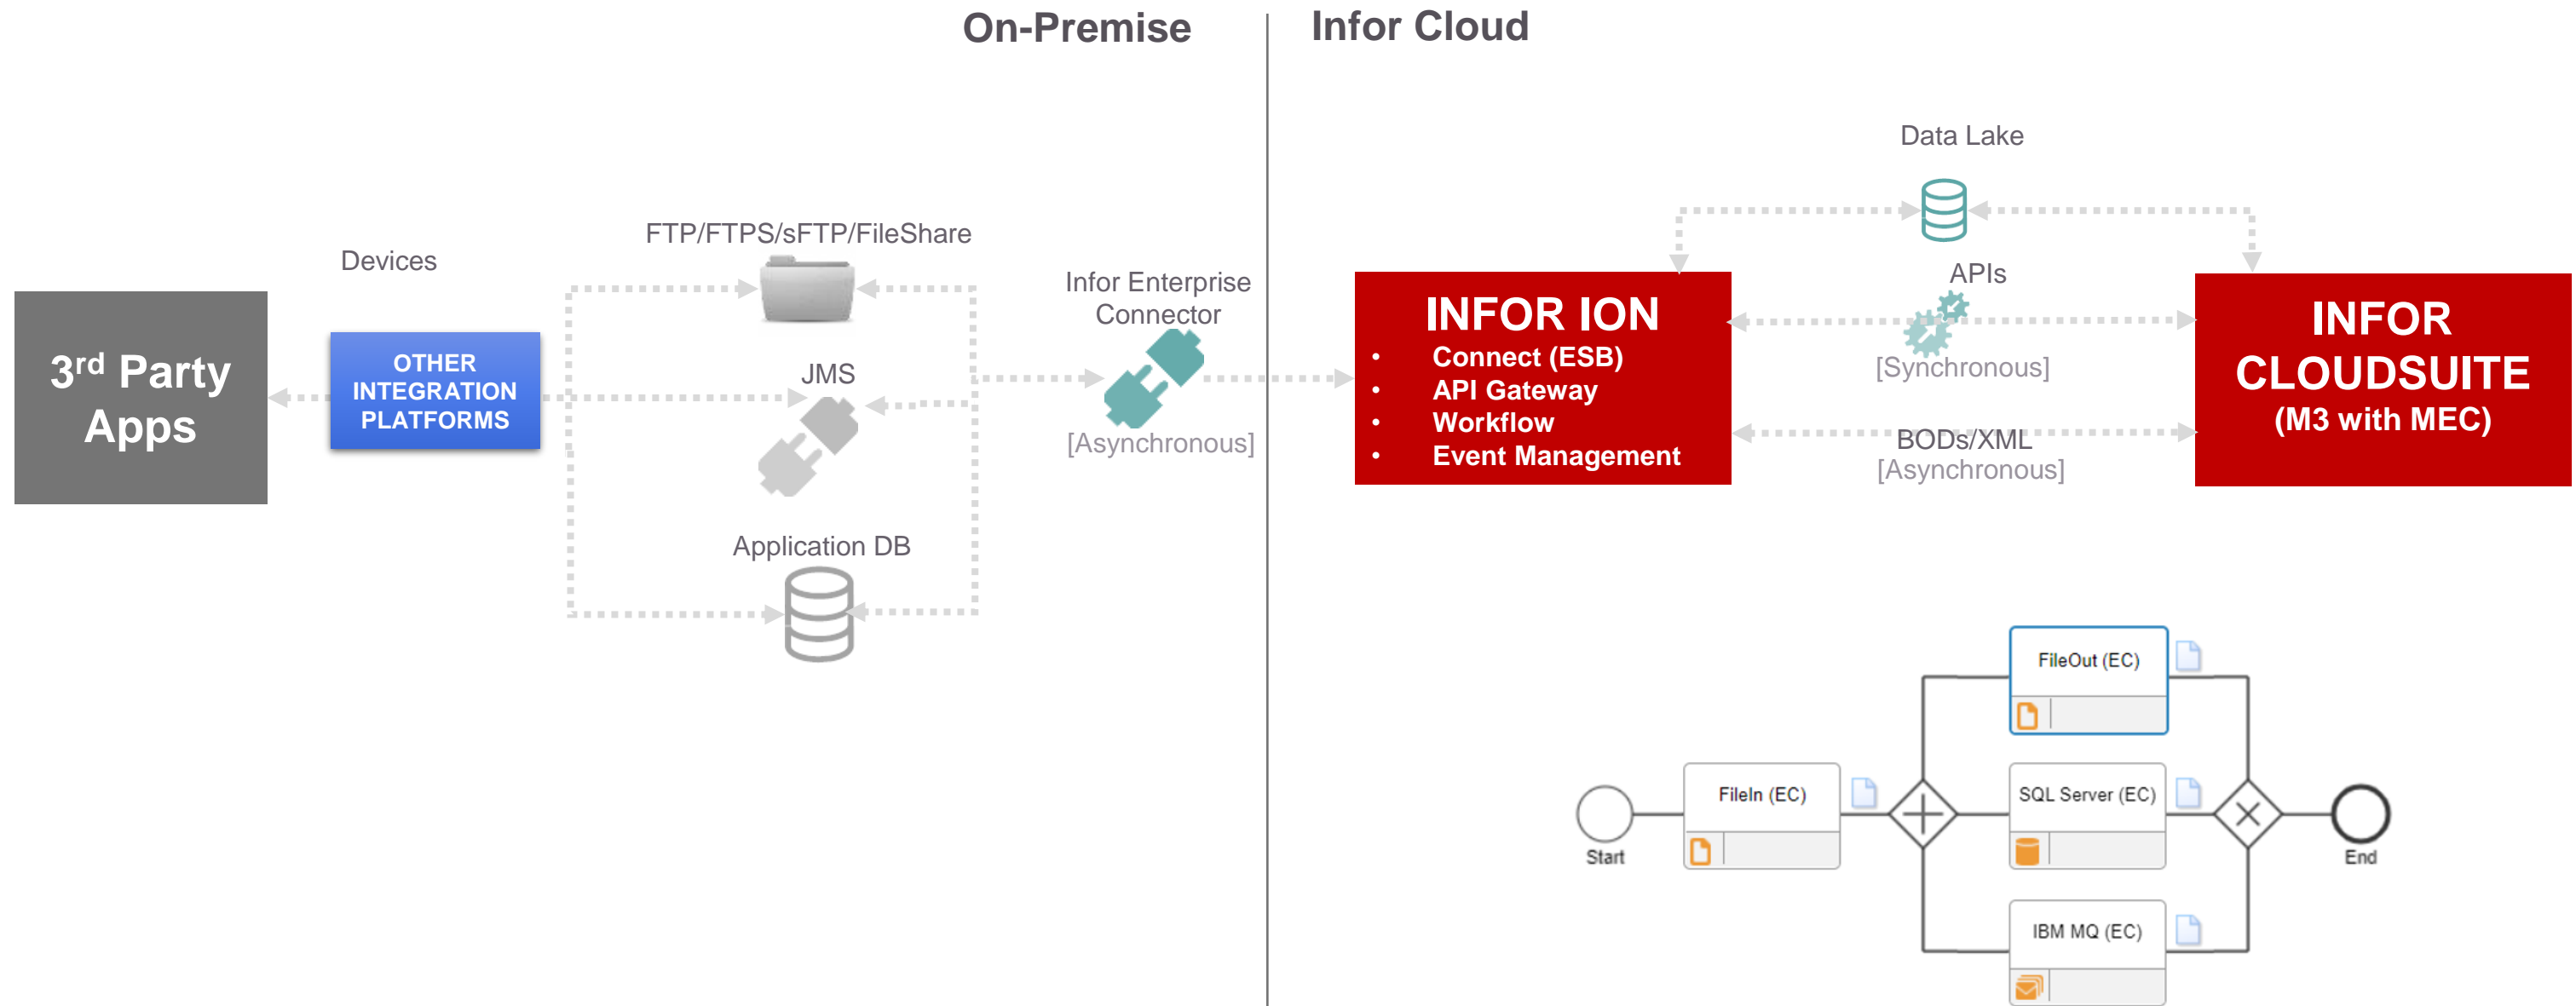 On-Premise
Infor Cloud
Data Lake
FTP/FTPS/sFTP/FileShare
Devices
Infor Enterprise
Connector
APIs
3rd Party
Apps
OTHER
INTEGRATION
PLATFORMS
JMS
[Asynchronous]
INFOR ION
• Connect (ESB)
• API Gateway
• Workflow
• Event Management
[Synchronous]
BODs/XML
[Asynchronous]
INFOR
CLOUDSUITE
(M3 with MEC)
Application DB
FileOut (EC)
FileIn (EC)
SQL Server (EC)
Start
End
IBM MQ (EC)